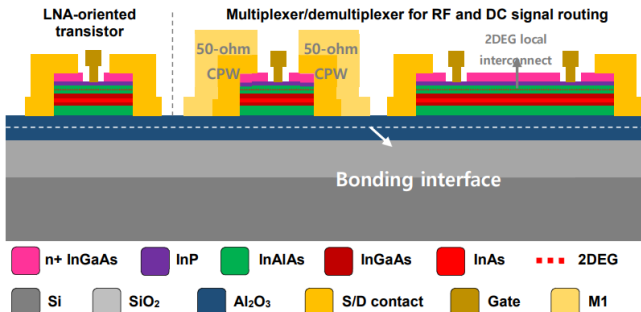 LNA-oriented
transistor
Multiplexer/demultiplexer for RF and DC signal routing
50-ohm
CPW
50-ohm
CPW
2DEG local
interconnect
Bonding interface
n+ InGaAs
InP
InAlAs
InGaAs
InAs
2DEG
Si
SiO₂
Al₂O₃
S/D contact
Gate
M1